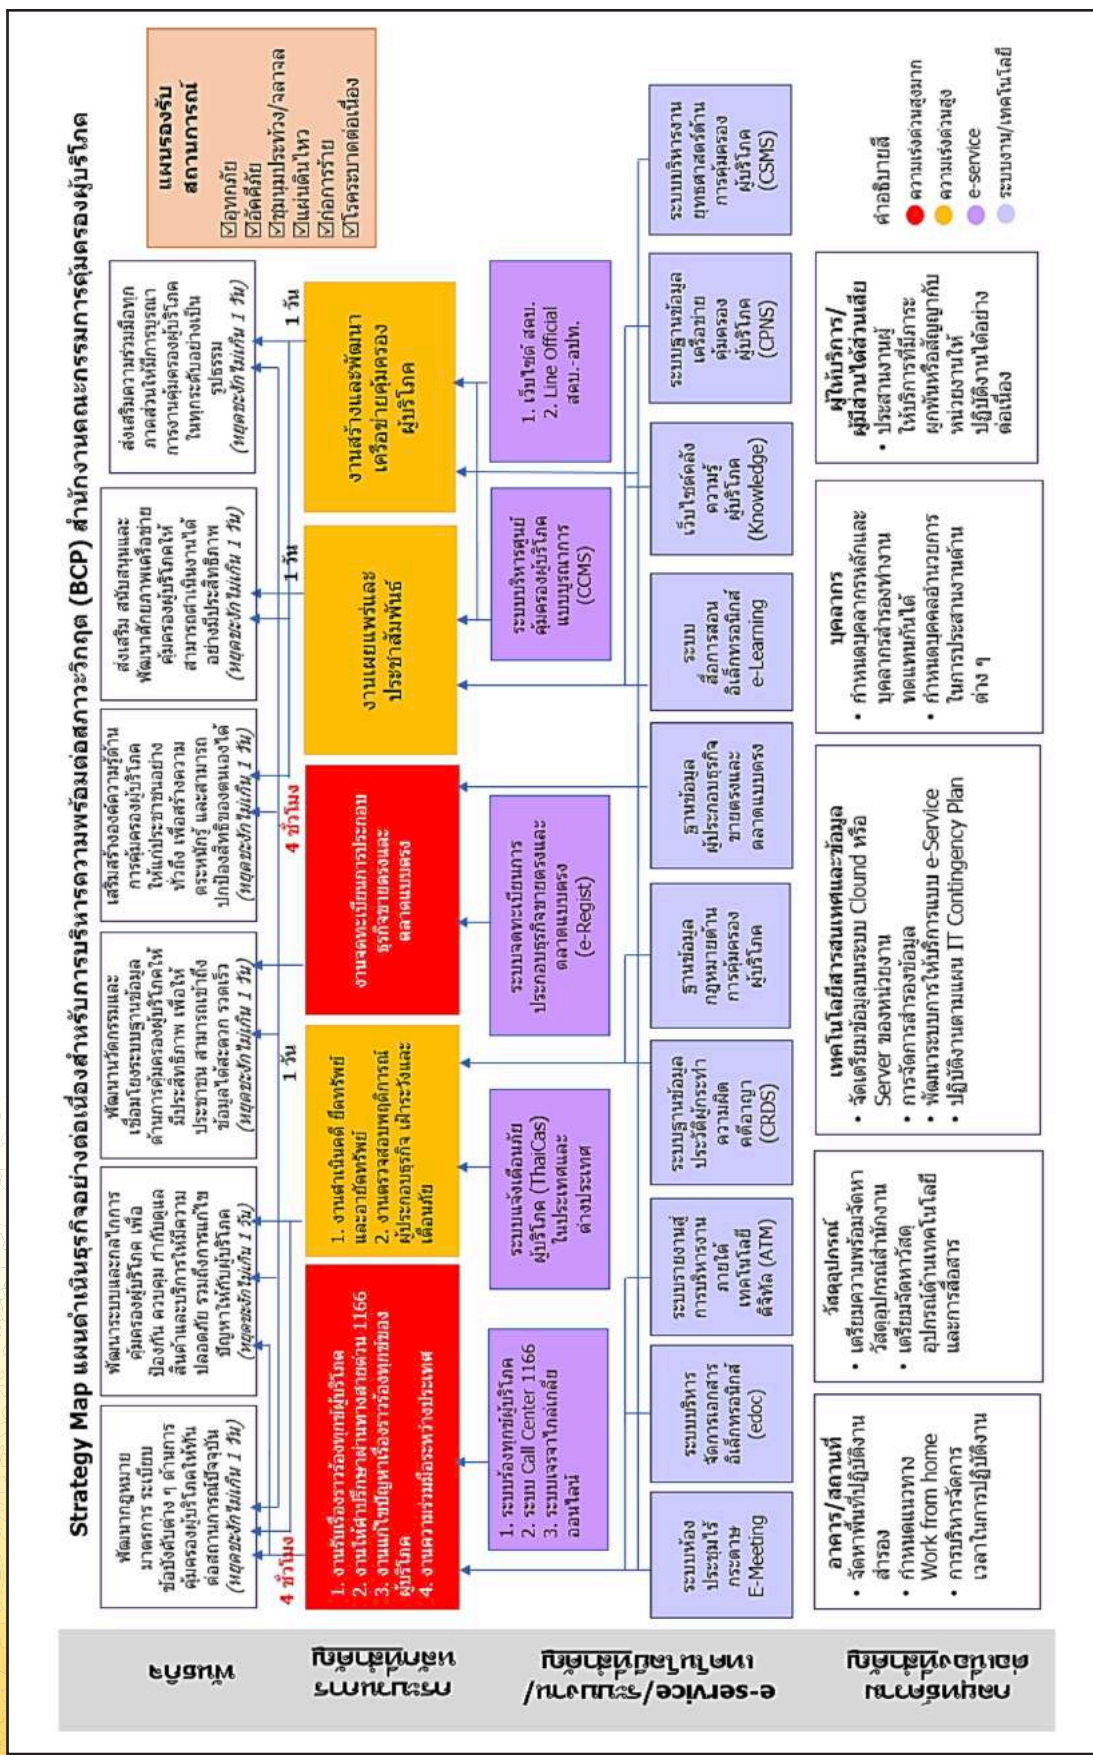 Strategy Map แผนดำเนินธุรกิจอย่างต่อเนื่องสำหรับการบริหารความพร้อมต่อสภาวะวิกฤต (BCP) สำนักงานคณะกรรมการคุ้มครองผู้บริโภค
แผนรองรับ
สถานการณ์
☑อุทกภัย
☑อัคคีภัย
☑ชุมนุมประท้วง/จลาจล
☑แผ่นดินไหว
☑ก่อการร้าย
☑โรคระบาดต่อเนื่อง
พันธกิจ
พัฒนากฎหมาย
มาตรการ ระเบียบ
ข้อบังคับต่าง ๆ ด้านการ
คุ้มครองผู้บริโภคให้ทัน
ต่อสถานการณ์ปัจจุบัน
(หยุดชะงักไม่เกิน 1 วัน)
พัฒนาระบบและกลไกการ
คุ้มครองผู้บริโภค เพื่อ
ป้องกัน ควบคุม กำกับดูแล
สินค้าและบริการให้มีความ
ปลอดภัย รวมถึงการแก้ไข
ปัญหาให้กับผู้บริโภค
(หยุดชะงักไม่เกิน 1 วัน)
พัฒนานวัตกรรมและ
เชื่อมโยงระบบฐานข้อมูล
ด้านการคุ้มครองผู้บริโภคให้
มีประสิทธิภาพ เพื่อให้
ประชาชน สามารถเข้าถึง
ข้อมูลได้สะดวก รวดเร็ว
(หยุดชะงักไม่เกิน 1 วัน)
เสริมสร้างองค์ความรู้ด้าน
การคุ้มครองผู้บริโภค
ให้แก่ประชาชนอย่าง
ทั่วถึง เพื่อสร้างความ
ตระหนักรู้ และสามารถ
ปกป้องสิทธิของตนเองได้
(หยุดชะงักไม่เกิน 1 วัน)
ส่งเสริม สนับสนุนและ
พัฒนาศักยภาพเครือข่าย
คุ้มครองผู้บริโภคให้
สามารถดำเนินงานได้
อย่างมีประสิทธิภาพ
(หยุดชะงักไม่เกิน 1 วัน)
ส่งเสริมความร่วมมือทุก
ภาคส่วนให้มีการบูรณา
การงานคุ้มครองผู้บริโภค
ในทุกระดับอย่างเป็น
รูปธรรม
(หยุดชะงักไม่เกิน 1 วัน)
4 ชั่วโมง
1 วัน
4 ชั่วโมง
1 วัน
1 วัน
กระบวนการ
หลักที่สำคัญ
1. งานรับเรื่องราวร้องทุกข์ผู้บริโภค
2. งานให้คำปรึกษาผ่านทางสายด่วน 1166
3. งานแก้ไขปัญหาเรื่องราวร้องทุกข์ของ
ผู้บริโภค
4. งานความร่วมมือระหว่างประเทศ
1. งานดำเนินคดี ยึดทรัพย์
และอายัดทรัพย์
2. งานตรวจสอบพฤติการณ์
ผู้ประกอบธุรกิจ เฝ้าระวังและ
เตือนภัย
งานจดทะเบียนการประกอบ
ธุรกิจขายตรงและ
ตลาดแบบตรง
งานเผยแพร่และ
ประชาสัมพันธ์
งานสร้างและพัฒนา
เครือข่ายคุ้มครอง
ผู้บริโภค
e-service/ระบบงาน/
เทคโนโลยีที่สำคัญ
1. ระบบร้องทุกข์ผู้บริโภค
2. ระบบ Call Center 1166
3. ระบบเจรจาไกล่เกลี่ย
ออนไลน์
ระบบแจ้งเตือนภัย
ผู้บริโภค (ThaiCas)
ในประเทศและ
ต่างประเทศ
ระบบจดทะเบียนการ
ประกอบธุรกิจขายตรงและ
ตลาดแบบตรง
(e-Regist)
ระบบบริหารศูนย์
คุ้มครองผู้บริโภค
แบบบูรณาการ
(CCMS)
1. เว็บไซต์ สคบ.
2. Line Official
สคบ.-อปท.
ระบบห้อง
ประชุมไร้
กระดาษ
E-Meeting
ระบบบริหาร
จัดการเอกสาร
อิเล็กทรอนิกส์
(edoc)
ระบบรายงานสู่
การบริหารงาน
ภายใต้
เทคโนโลยี
ดิจิทัล (ATM)
ระบบฐานข้อมูล
ประวัติผู้กระทำ
ความผิด
คดีอาญา
(CRDS)
ฐานข้อมูล
กฎหมายด้าน
การคุ้มครอง
ผู้บริโภค
ฐานข้อมูล
ผู้ประกอบธุรกิจ
ขายตรงและ
ตลาดแบบตรง
ระบบ
สื่อการสอน
อิเล็กทรอนิกส์
e-Learning
เว็บไซต์คลัง
ความรู้
ผู้บริโภค
(Knowledge)
ระบบฐานข้อมูล
เครือข่าย
คุ้มครอง
ผู้บริโภค
(CPNS)
ระบบบริหารงาน
ยุทธศาสตร์ด้าน
การคุ้มครอง
ผู้บริโภค
(CSMS)
กลยุทธ์ความ
ต่อเนื่องที่สำคัญ
อาคาร/สถานที่
• จัดหาพื้นที่ปฏิบัติงาน
สำรอง
• กำหนดแนวทาง
Work from home
• การบริหารจัดการ
เวลาในการปฏิบัติงาน
วัสดุอุปกรณ์
• เตรียมความพร้อมจัดหา
วัสดุอุปกรณ์สำนักงาน
• เตรียมจัดหาวัสดุ
อุปกรณ์ด้านเทคโนโลยี
และการสื่อสาร
เทคโนโลยีสารสนเทศและข้อมูล
• จัดเตรียมข้อมูลบนระบบ Clound หรือ
Server ของหน่วยงาน
• การจัดการสำรองข้อมูล
• พัฒนาระบบการให้บริการแบบ e-Service
• ปฏิบัติงานตามแผน IT Contingency Plan
บุคลากร
• กำหนดบุคลากรหลักและ
บุคลากรสำรองทำงาน
ทดแทนกันได้
• กำหนดบุคคลอำนวยการ
ในการประสานงานด้าน
ต่าง ๆ
ผู้ให้บริการ/
ผู้มีส่วนได้ส่วนเสีย
• ประสานงานผู้
ให้บริการที่มีภาระ
ผูกพันหรือสัญญากับ
หน่วยงานให้
ปฏิบัติงานได้อย่าง
ต่อเนื่อง
คำอธิบายสี
ความเร่งด่วนสูงมาก
ความเร่งด่วนสูง
e-service
ระบบงาน/เทคโนโลยี